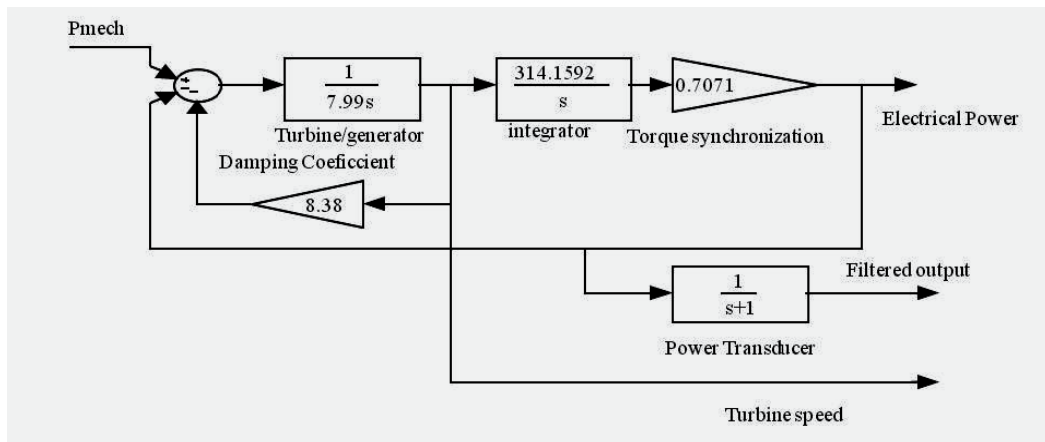 Pmech
+
-
-
1
7.99s
Turbine/generator
314.1592
s
integrator
0.7071
Torque synchronization
Electrical Power
Damping Coeficcient
8.38
Filtered output
1
s+1
Power Transducer
Turbine speed